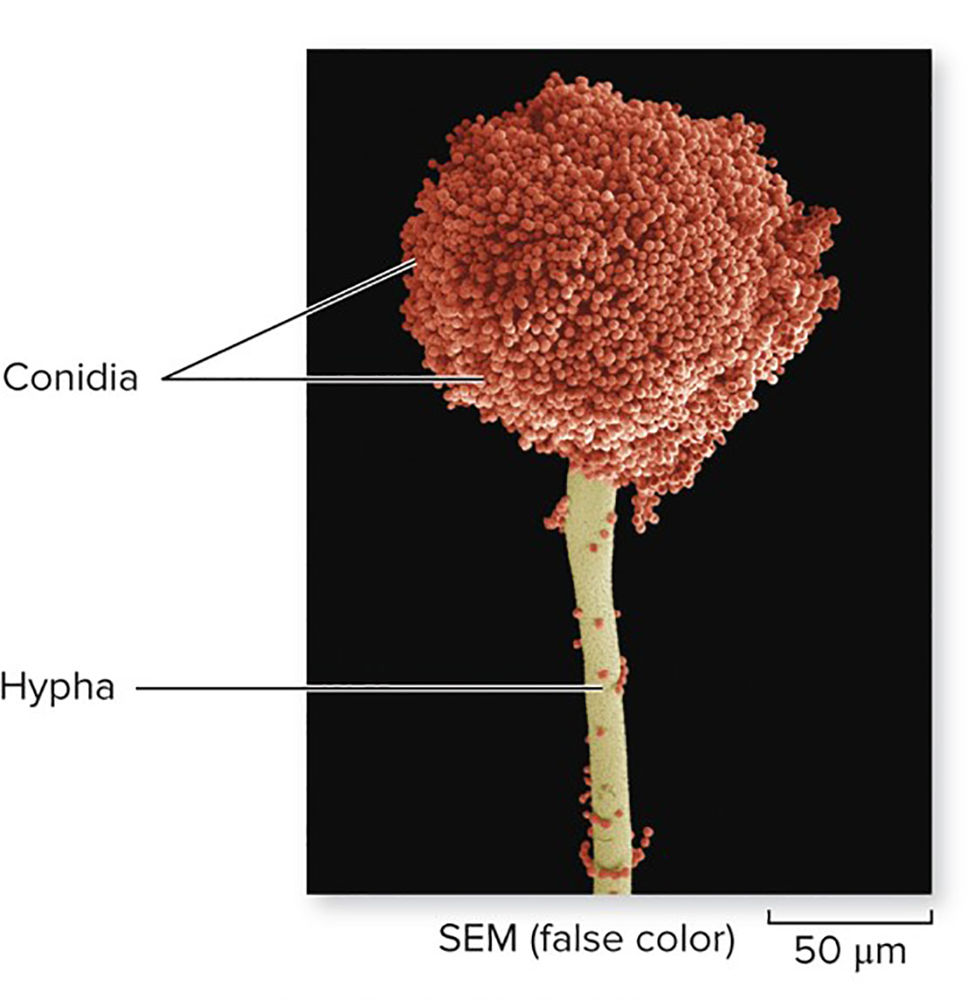 Conidia
Hypha
SEM (false color)
50 μm